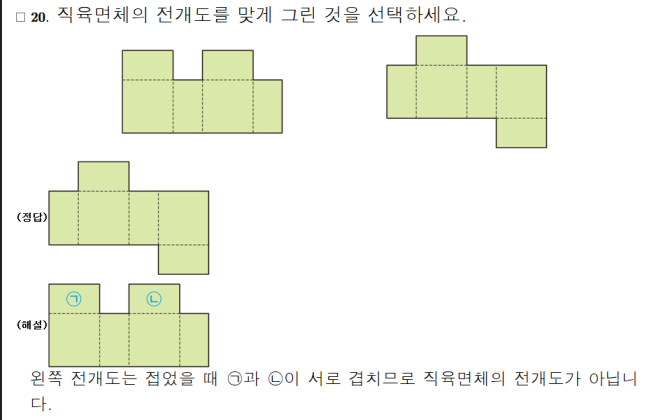 □ 20. 직육면체의 전개도를 맞게 그린 것을 선택하세요.
(정답)
㉠ ㉡
(해설)
왼쪽 전개도는 접었을 때 ㉠과 ㉡이 서로 겹치므로 직육면체의 전개도가 아닙니
다.